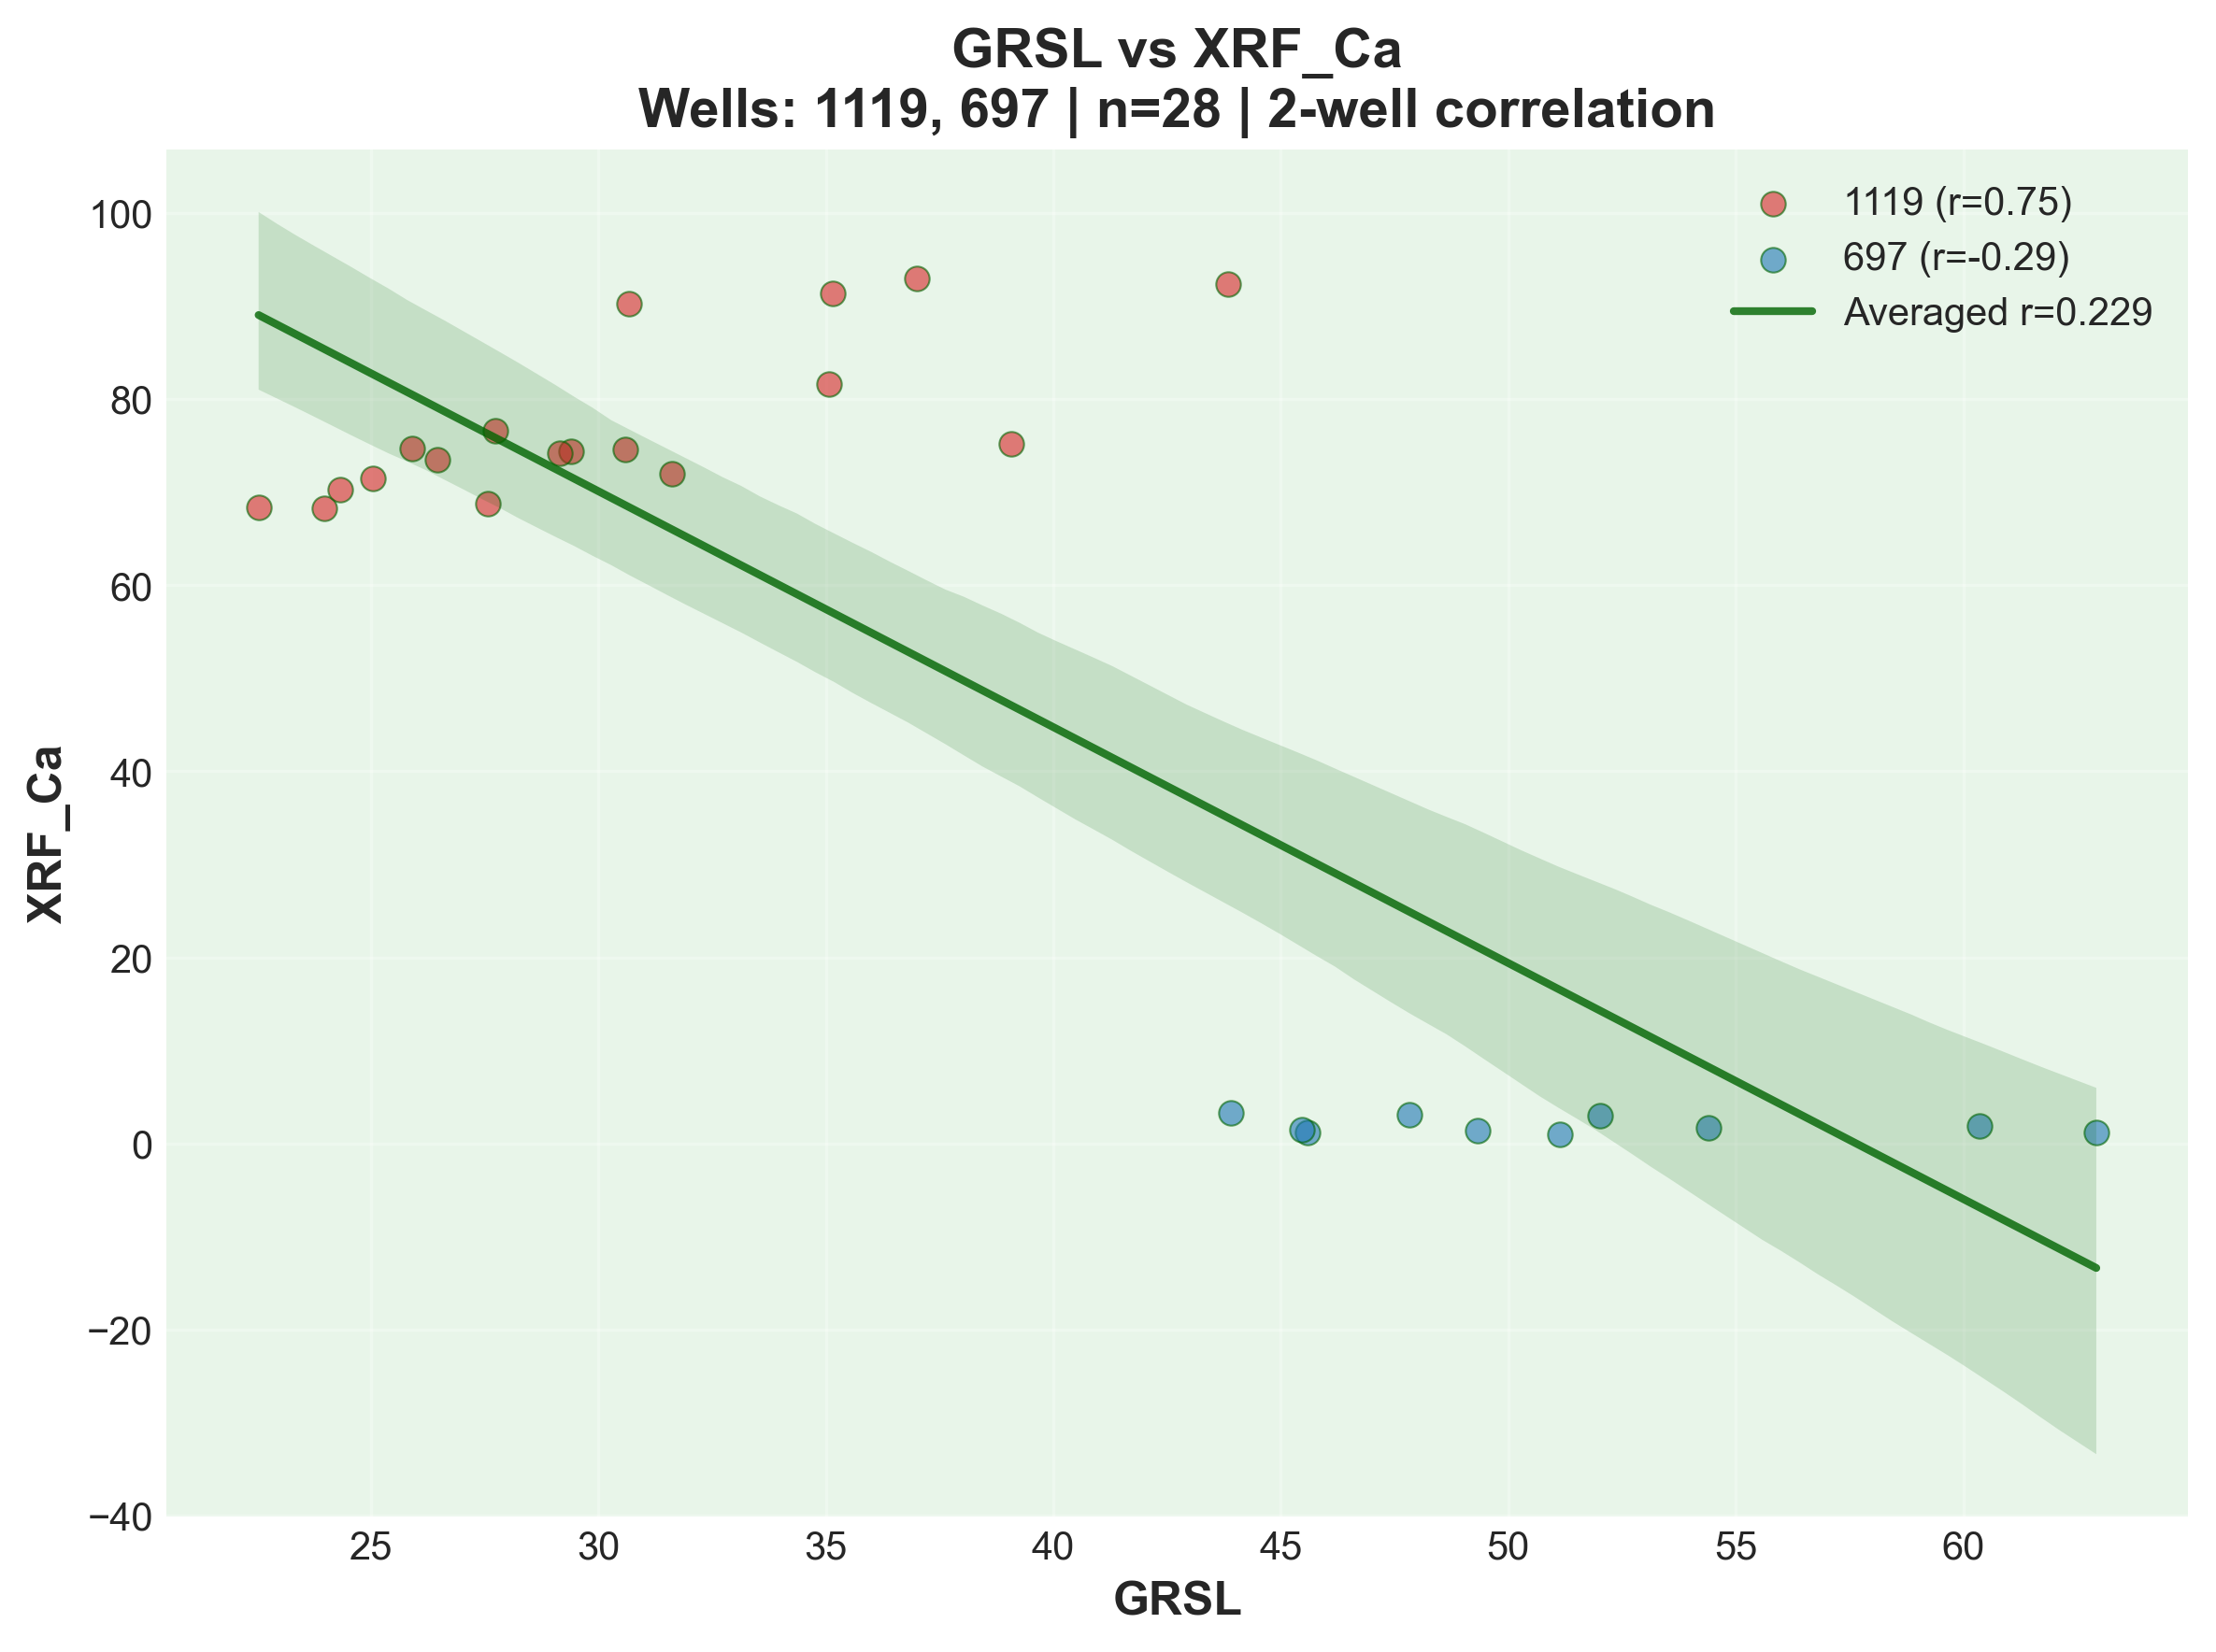 GRSL vs XRF_Ca
Wells: 1119, 697 | n=28 | 2-well correlation
1119 (r=0.75)
697 (r=-0.29)
Averaged r=0.229
XRF_Ca
100
80
60
40
20
0
−20
−40
25 30 35 40 45 50 55 60
GRSL